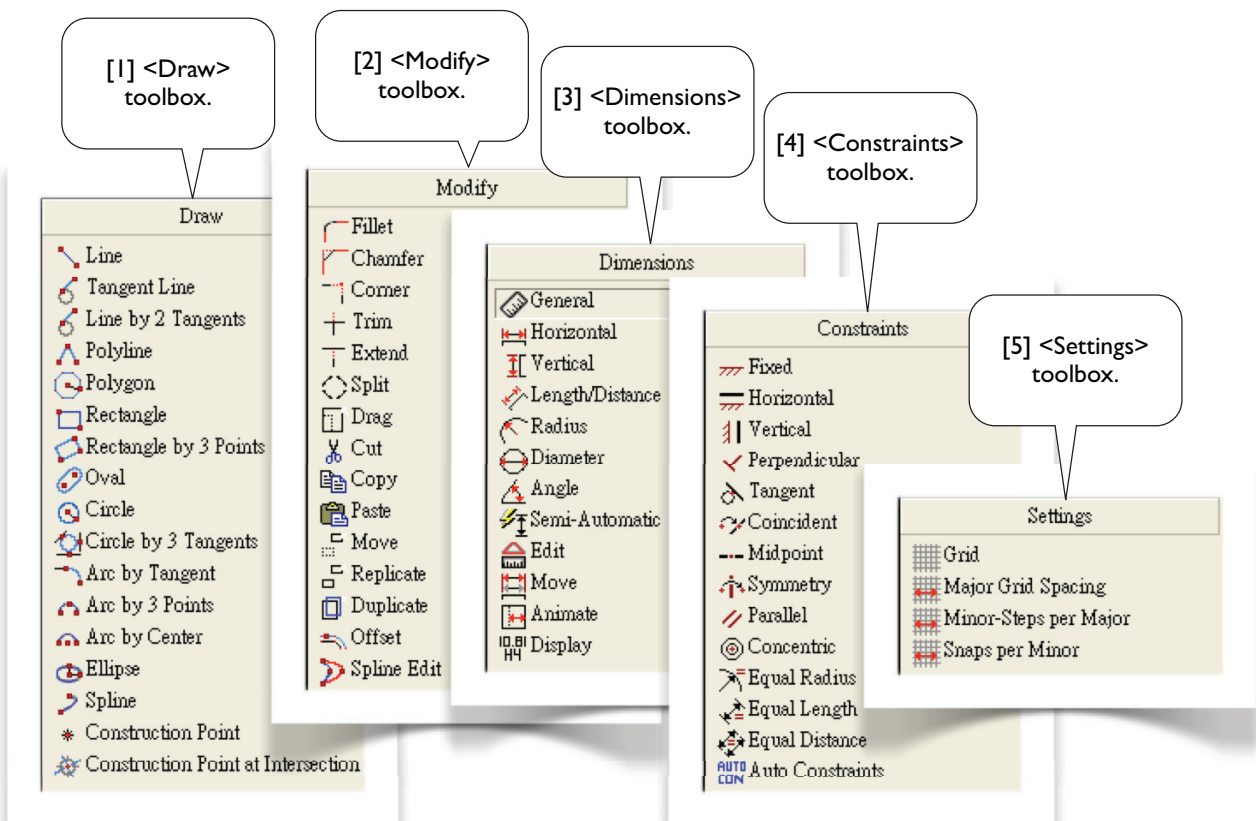 [1] <Draw>
toolbox.
[2] <Modify>
toolbox.
[3] <Dimensions>
toolbox.
[4] <Constraints>
toolbox.
[5] <Settings>
toolbox.
Draw
Line
Tangent Line
Line by 2 Tangents
Polyline
Polygon
Rectangle
Rectangle by 3 Points
Oval
Circle
Circle by 3 Tangents
Arc by Tangent
Arc by 3 Points
Arc by Center
Ellipse
Spline
Construction Point
Construction Point at Intersection
Modify
Fillet
Chamfer
Corner
Trim
Extend
Split
Drag
Cut
Copy
Paste
Move
Replicate
Duplicate
Offset
Spline Edit
Dimensions
General
Horizontal
Vertical
Length/Distance
Radius
Diameter
Angle
Semi-Automatic
Edit
Move
Animate
Display
Constraints
Fixed
Horizontal
Vertical
Perpendicular
Tangent
Coincident
Midpoint
Symmetry
Parallel
Concentric
Equal Radius
Equal Length
Equal Distance
AUTO
CON
Auto Constraints
Settings
Grid
Major Grid Spacing
Minor-Steps per Major
Snaps per Minor